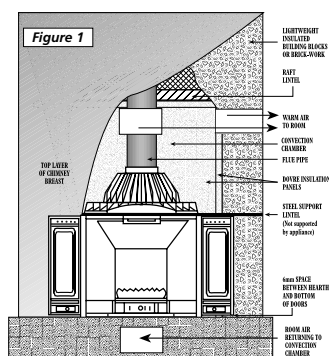 Figure 1
LIGHTWEIGHT
INSULATED
BUILDING BLOCKS
OR BRICK-WORK
RAFT
LINTEL
WARM AIR
TO ROOM
CONVECTION
CHAMBER
FLUE PIPE
TOP LAYER
OF CHIMNEY
BREAST
DOVRE INSULATION
PANELS
STEEL SUPPORT
LINTEL
(Not supported
by appliance)
6mm SPACE
BETWEEN HEARTH
AND BOTTOM
OF DOORS
ROOM AIR
RETURNING TO
CONVECTION
CHAMBER